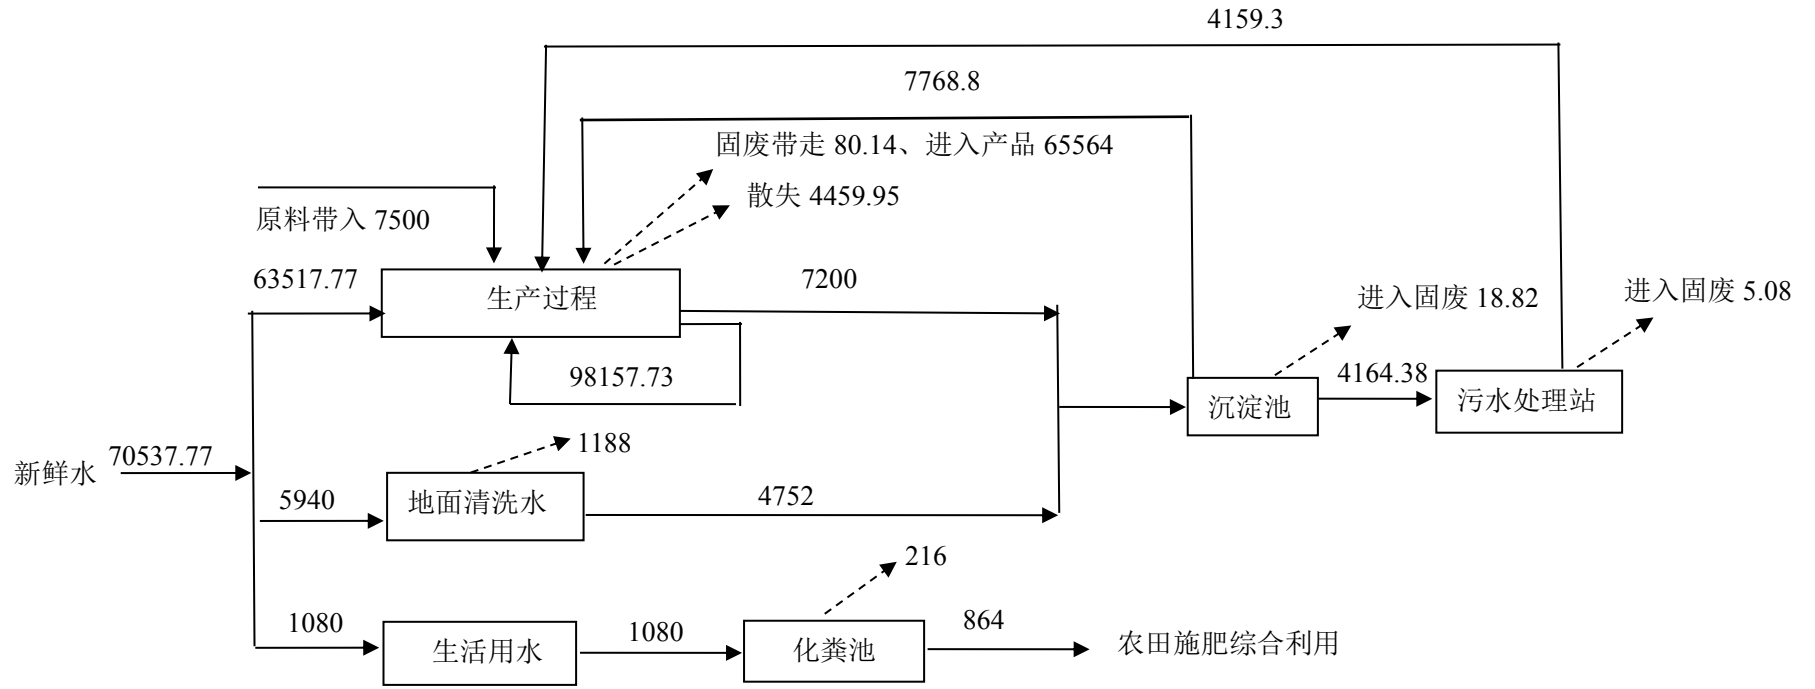 4159.3
7768.8
固废带走 80.14、进入产品 65564
散失 4459.95
原料带入 7500
63517.77
生产过程
7200
进入固废 18.82
进入固废 5.08
98157.73
沉淀池
4164.38
污水处理站
新鲜水
70537.77
1188
5940
地面清洗水
4752
216
1080
生活用水
1080
化粪池
864
农田施肥综合利用